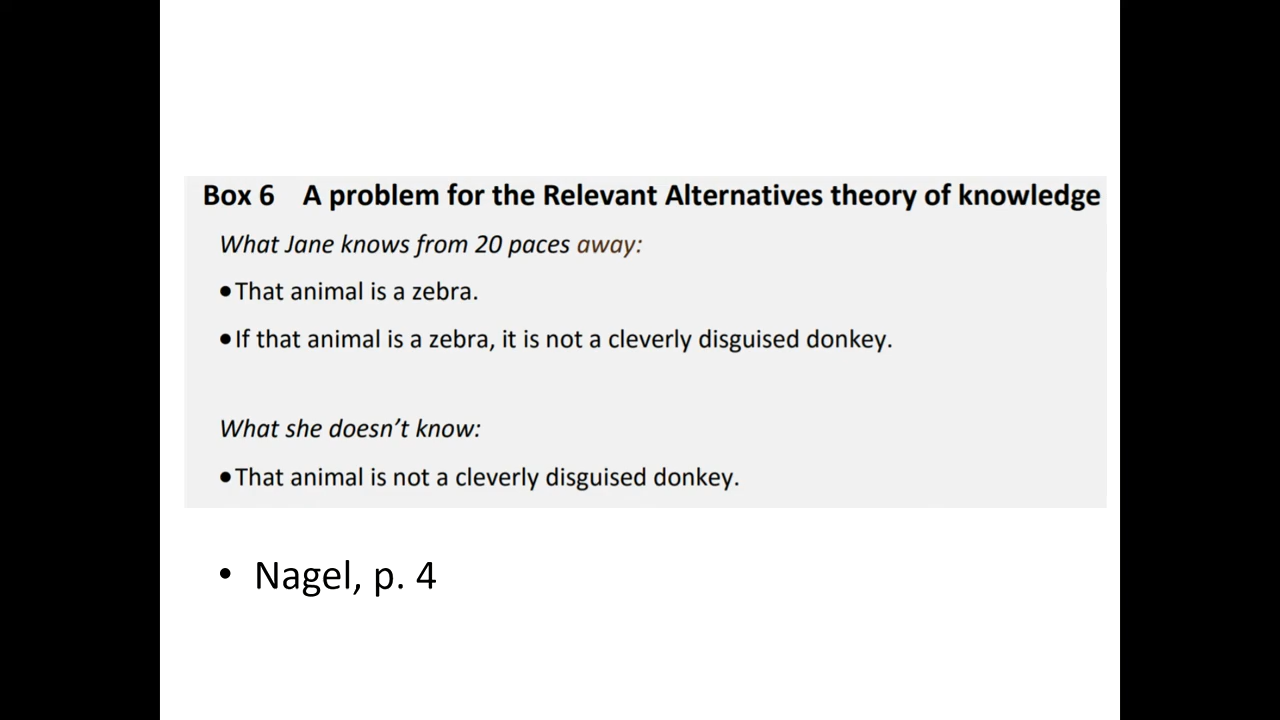 Box 6 A problem for the Relevant Alternatives theory of knowledge
What Jane knows from 20 paces away:
•That animal is a zebra.
•If that animal is a zebra, it is not a cleverly disguised donkey.
What she doesn’t know:
•That animal is not a cleverly disguised donkey.
• Nagel, p. 4